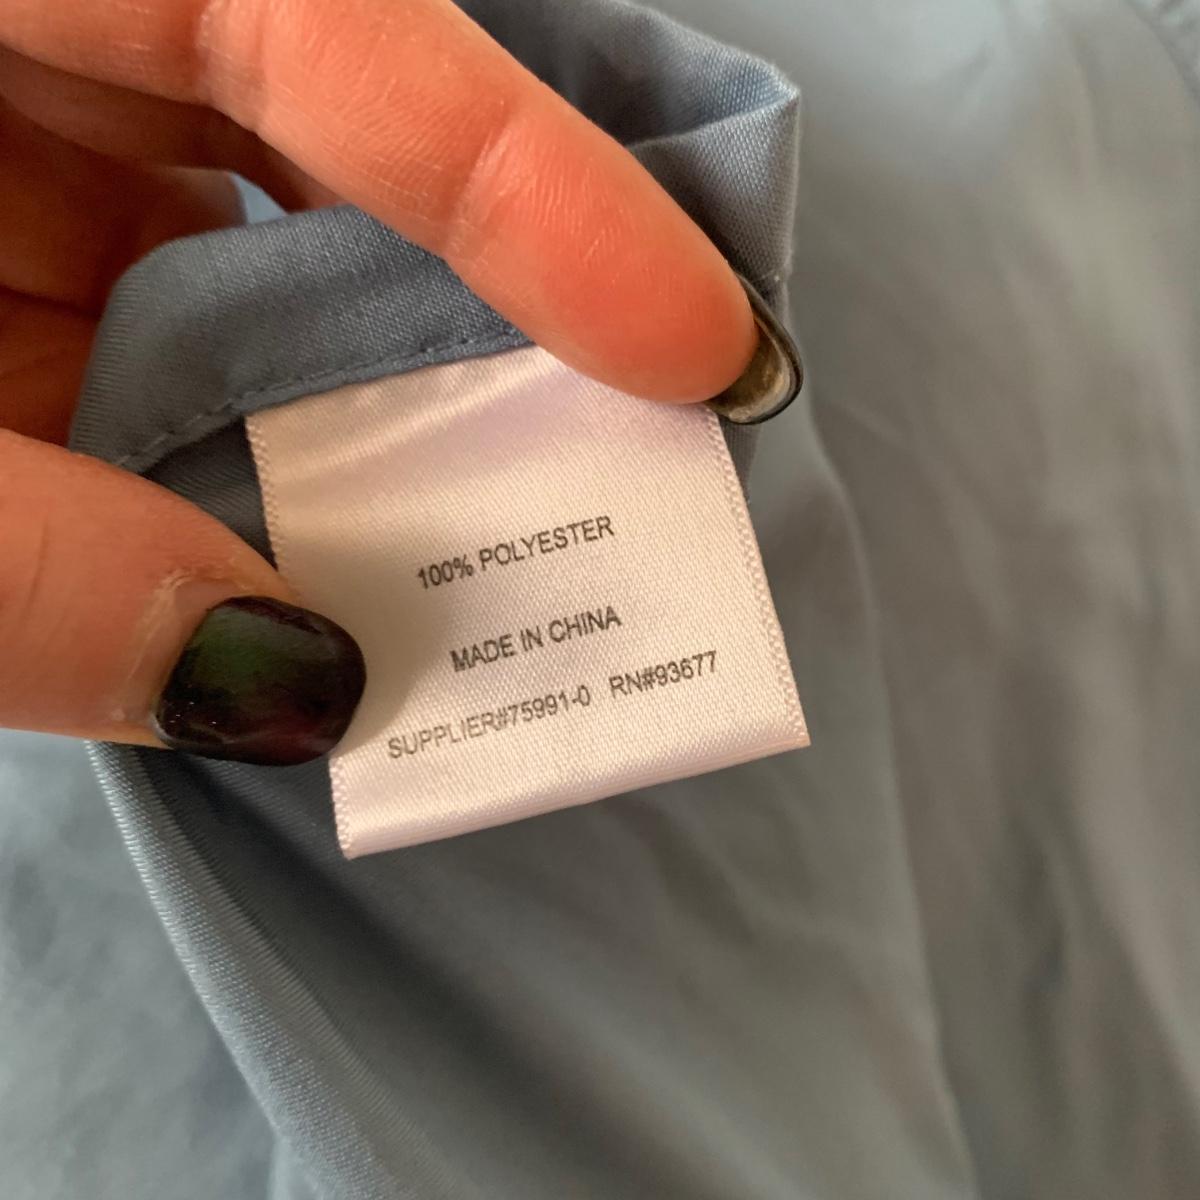 100% POLYESTER
MADE IN CHINA
SUPPLIER#75991-0 RN#93677